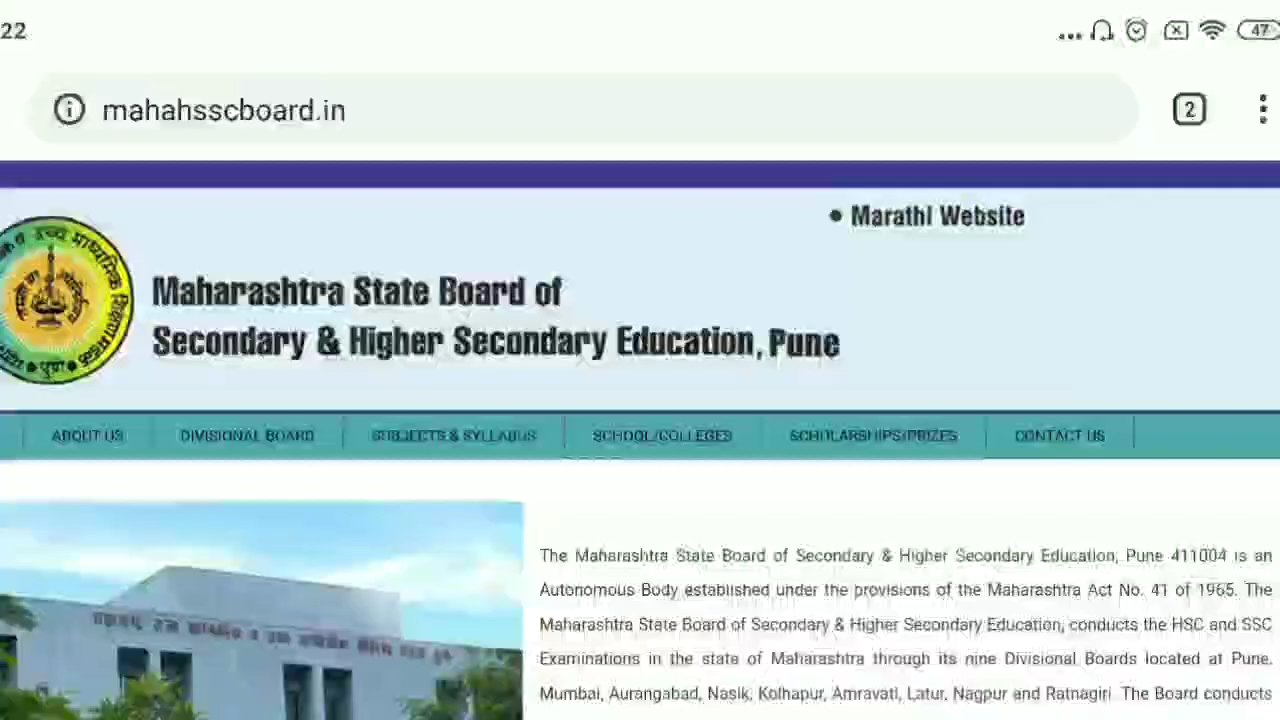 22
47
mahahsscboard.in
2
• Marathi Website
Maharashtra State Board of
Secondary & Higher Secondary Education, Pune
ABOUT US DIVISIONAL BOARD SUBJECTS & SYLLABUS SCHOOL/COLLEGES SCHOLARSHIPS/PRIZES CONTACT US
The Maharashtra State Board of Secondary & Higher Secondary Education, Pune 411004 is an
Autonomous Body established under the provisions of the Maharashtra Act No. 41 of 1965. The
Maharashtra State Board of Secondary & Higher Secondary Education, conducts the HSC and SSC
Examinations in the state of Maharashtra through its nine Divisional Boards located at Pune,
Mumbai, Aurangabad, Nasik, Kolhapur, Amravati, Latur, Nagpur and Ratnagiri. The Board conducts